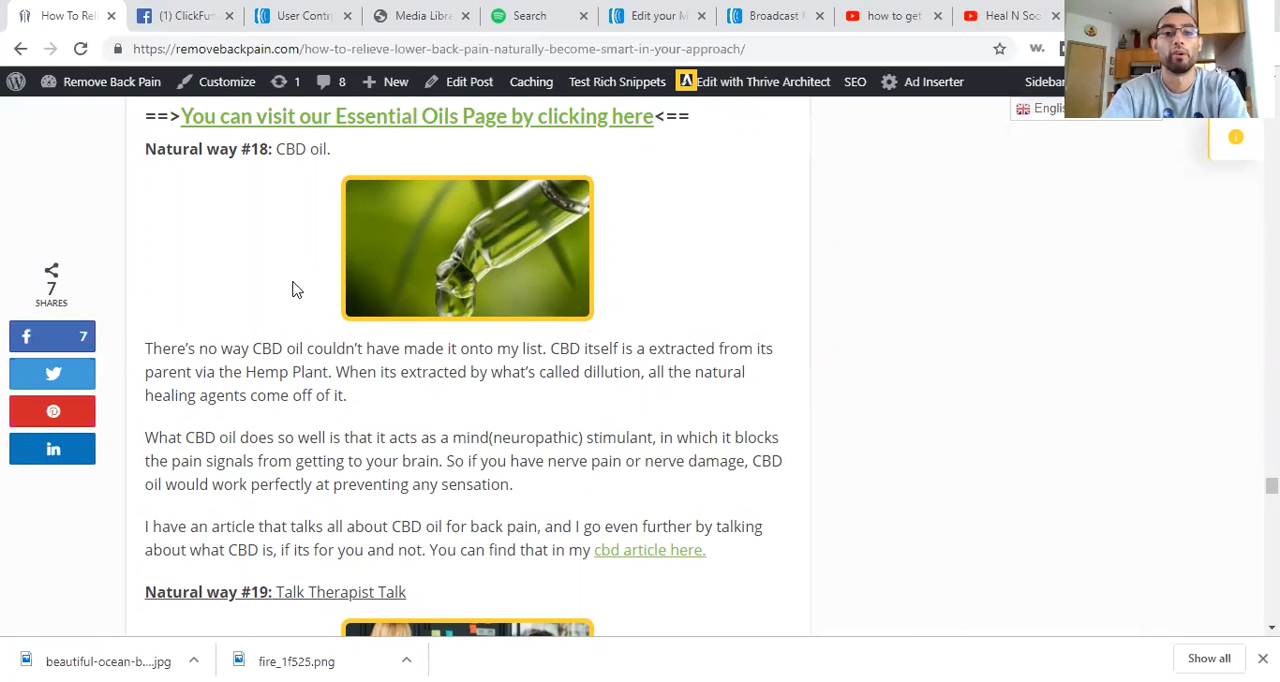 How To Rel
(1) ClickFun
User Contr
Media Libra
Search
Edit your M
Broadcast
how to get
Heal N Soo
https://removebackpain.com/how-to-relieve-lower-back-pain-naturally-become-smart-in-your-approach/
Remove Back Pain
Customize
1
8
New
Edit Post
Caching
Test Rich Snippets
Edit with Thrive Architect
SEO
Ad Inserter
Sidebar
Englis
==>You can visit our Essential Oils Page by clicking here<==
Natural way #18: CBD oil.
7
SHARES
7
There's no way CBD oil couldn't have made it onto my list. CBD itself is a extracted from its
parent via the Hemp Plant. When its extracted by what's called dillution, all the natural
healing agents come off of it.
What CBD oil does so well is that it acts as a mind(neuropathic) stimulant, in which it blocks
the pain signals from getting to your brain. So if you have nerve pain or nerve damage, CBD
oil would work perfectly at preventing any sensation.
I have an article that talks all about CBD oil for back pain, and I go even further by talking
about what CBD is, if its for you and not. You can find that in my cbd article here.
Natural way #19: Talk Therapist Talk
beautiful-ocean-b....jpg
fire_1f525.png
Show all